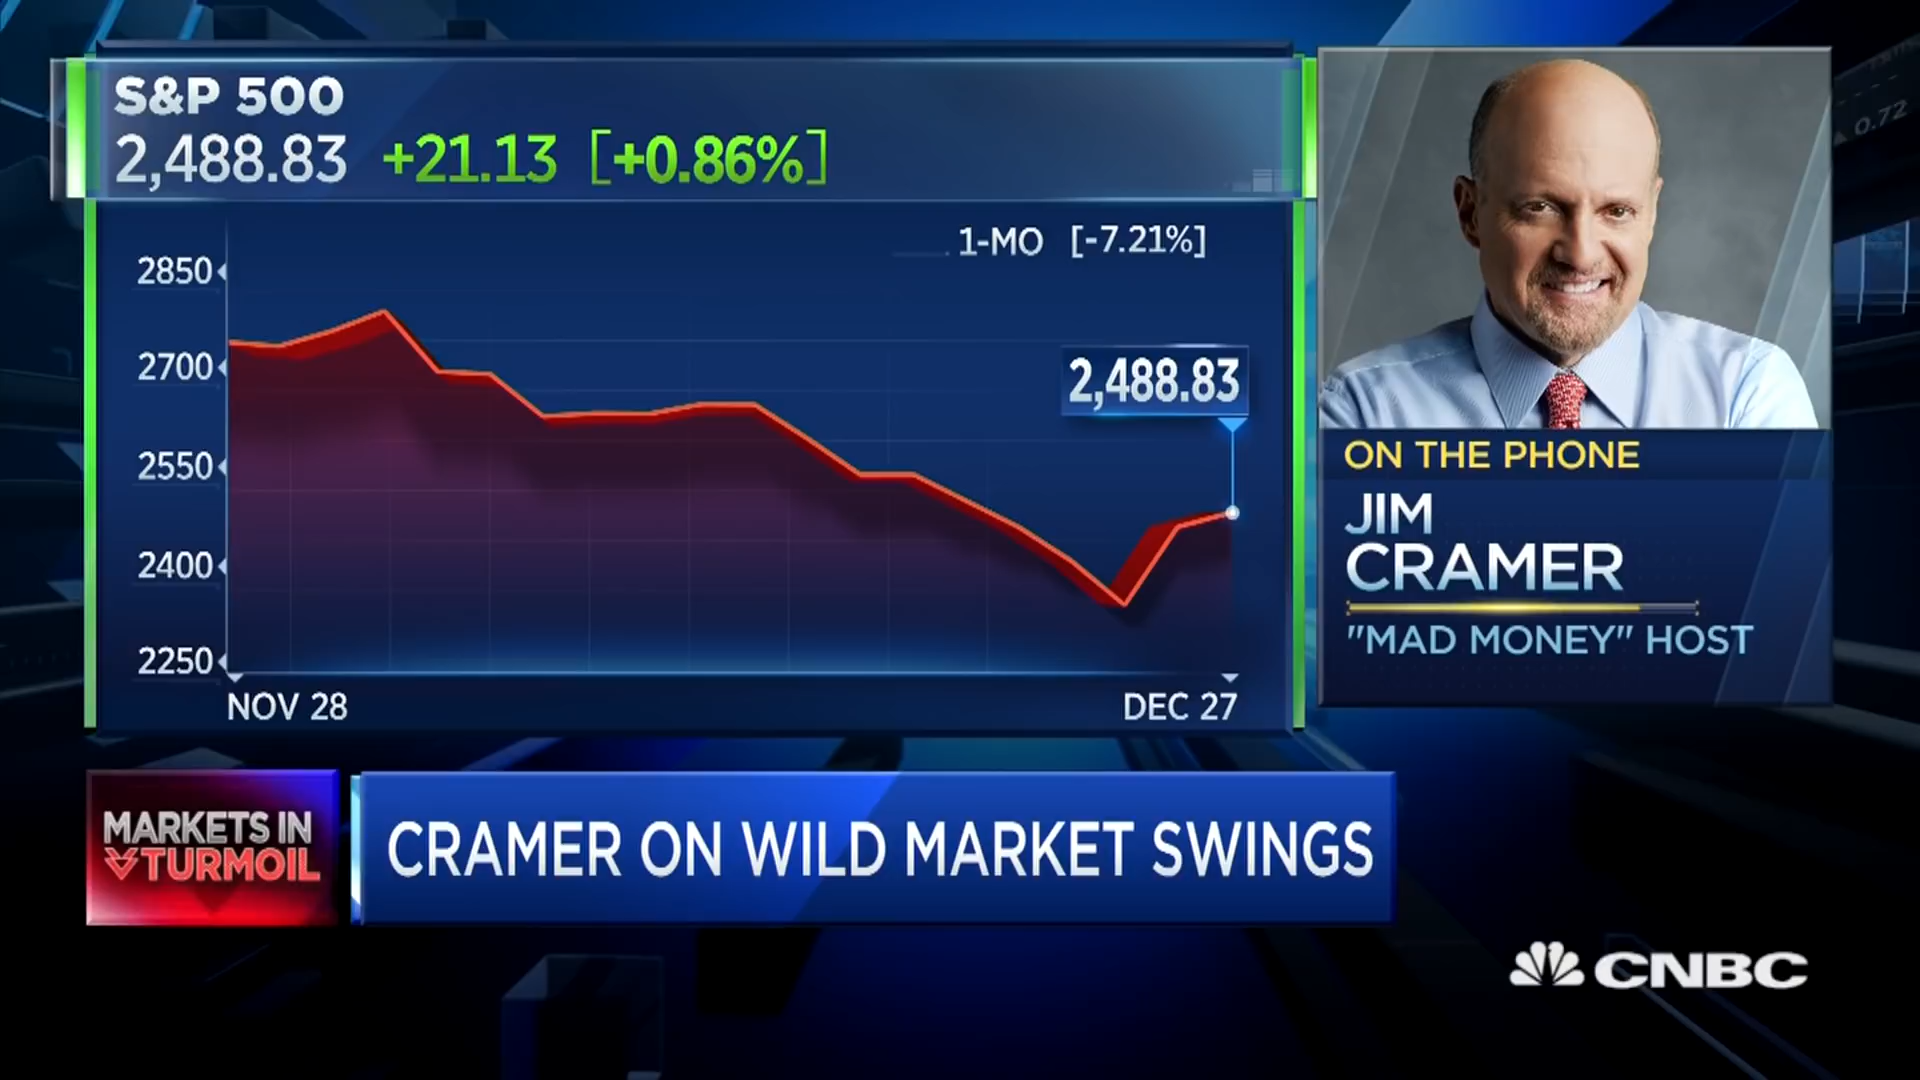 S&P 500
2,488.83 +21.13 [+0.86%]
1-MO [-7.21%]
2850
2700
2550
2400
2250
2,488.83
NOV 28
DEC 27
ON THE PHONE
JIM
CRAMER
"MAD MONEY" HOST
MARKETS IN
TURMOIL
CRAMER ON WILD MARKET SWINGS
CNBC
0.72